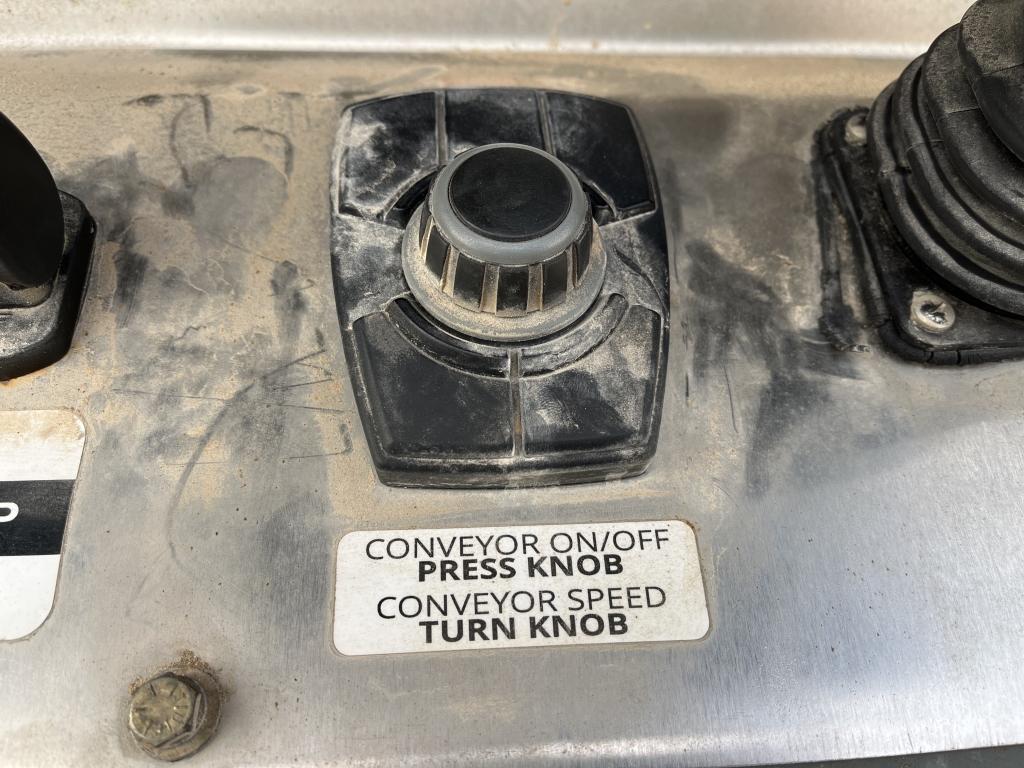 CONVEYOR ON/OFF
PRESS KNOB
CONVEYOR SPEED
TURN KNOB
P